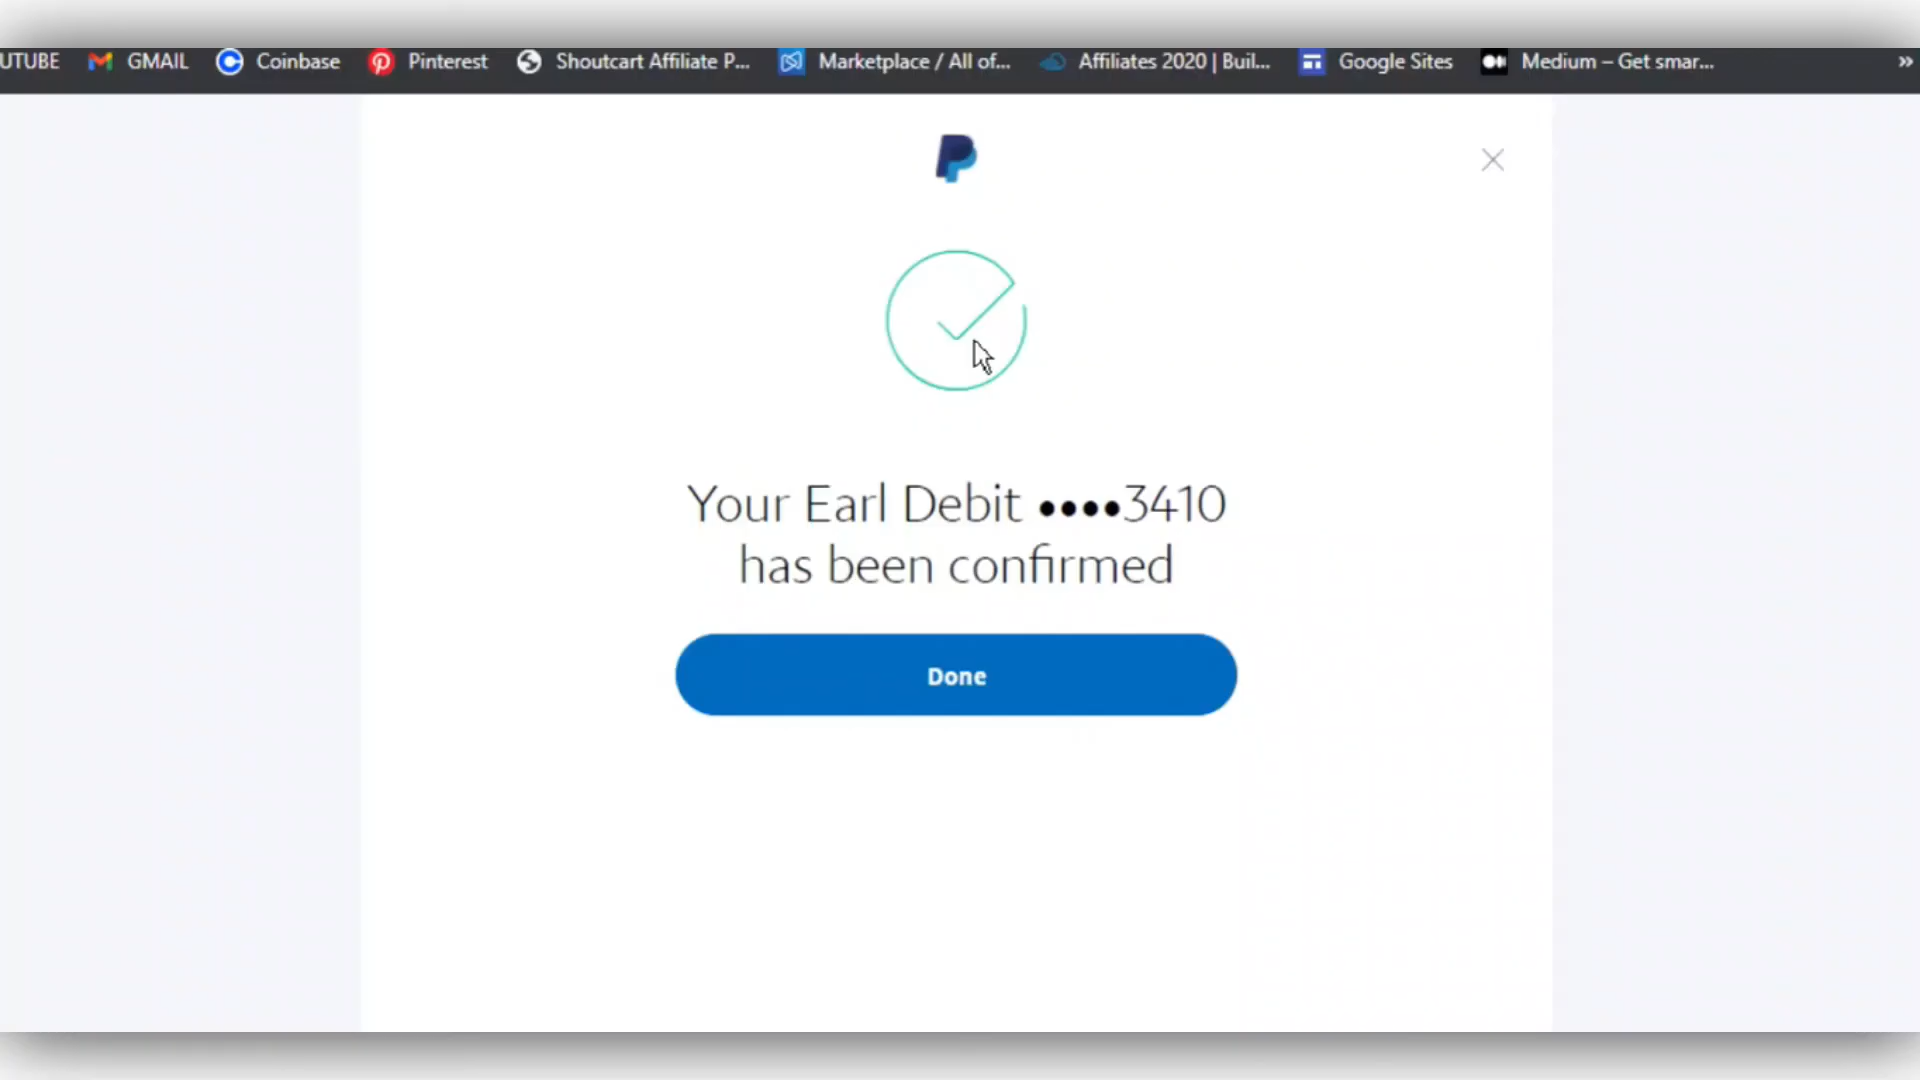 UTUBE GMAIL Coinbase Pinterest Shoutcart Affiliate P... Marketplace / All of... Affiliates 2020 | Buil... Google Sites Medium – Get smar... »
Your Earl Debit ••••3410
has been confirmed
Done